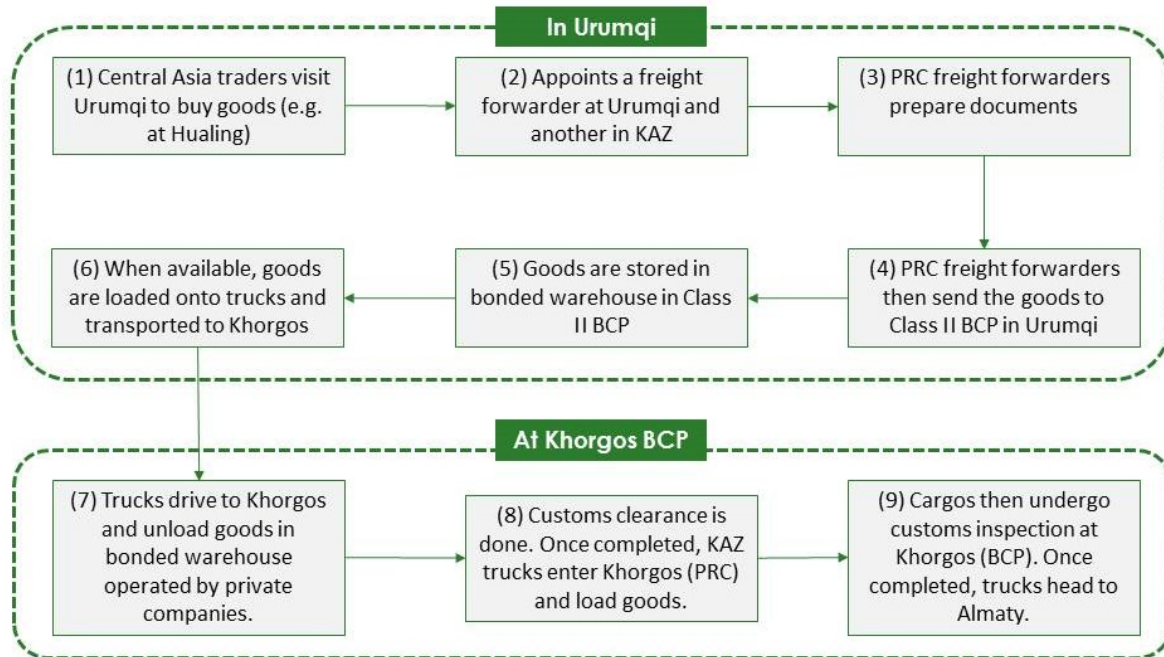 In Urumqi
(1) Central Asia traders visit
Urumqi to buy goods (e.g.
at Hualing)
(2) Appoints a freight
forwarder at Urumqi and
another in KAZ
(3) PRC freight forwarders
prepare documents
(4) PRC freight forwarders
then send the goods to
Class II BCP in Urumqi
(5) Goods are stored in
bonded warehouse in Class
II BCP
(6) When available, goods
are loaded onto trucks and
transported to Khorgos
At Khorgos BCP
(7) Trucks drive to Khorgos
and unload goods in
bonded warehouse
operated by private
companies.
(8) Customs clearance is
done. Once completed, KAZ
trucks enter Khorgos (PRC)
and load goods.
(9) Cargos then undergo
customs inspection at
Khorgos (BCP). Once
completed, trucks head to
Almaty.